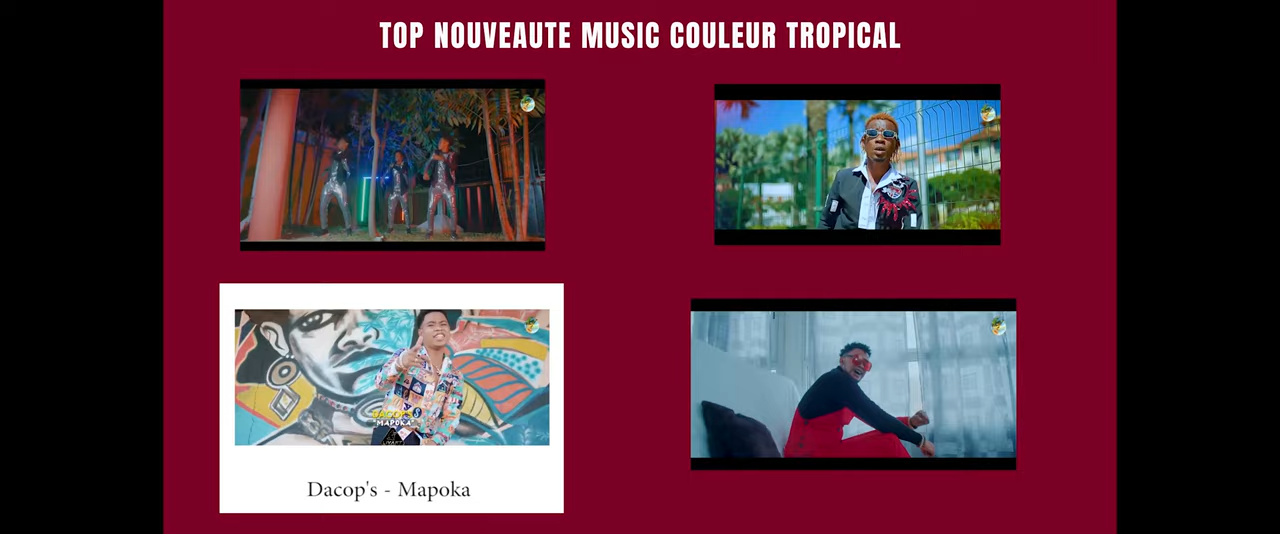 TOP NOUVEAUTE MUSIC COULEUR TROPICAL
DACOP'S
"MAPOKA"
Dacop's - Mapoka